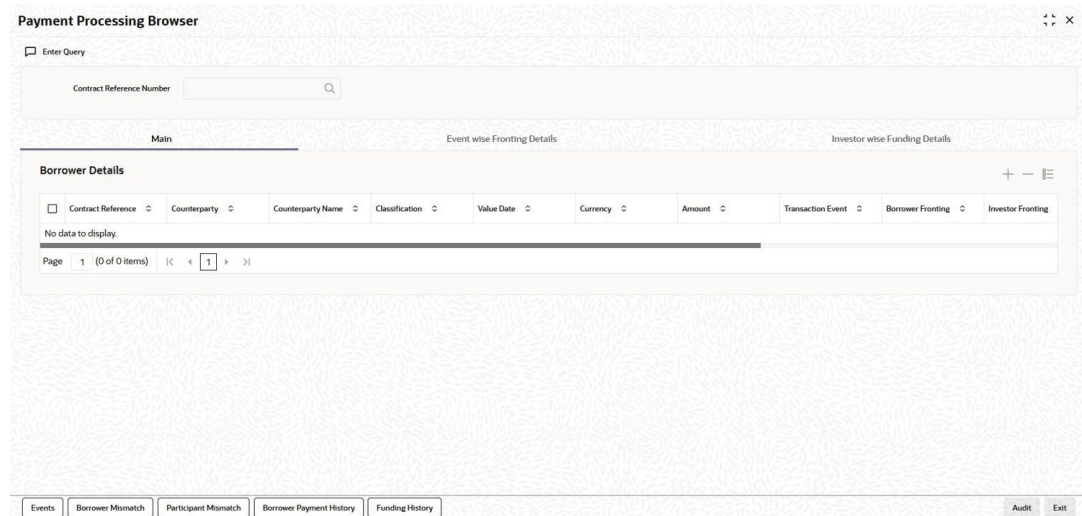 Payment Processing Browser
Enter Query
Contract Reference Number
Main Event wise Fronting Details Investor wise Funding Details
Borrower Details
Contract Reference Counterparty Counterparty Name Classification Value Date Currency Amount Transaction Event Borrower Fronting Investor Fronting
No data to display.
Page 1 (0 of 0 items) 1
Events Borrower Mismatch Participant Mismatch Borrower Payment History Funding History Audit Exit